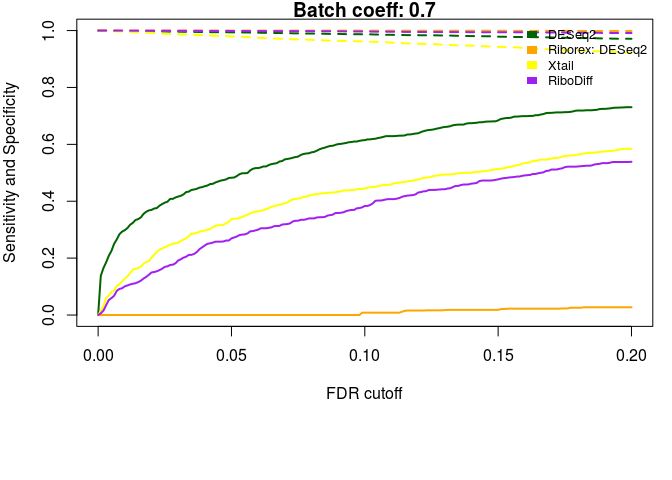 Batch coeff: 0.7
Sensitivity and Specificity
1.0
0.8
0.6
0.4
0.2
0.0
DESeq2
Riborex: DESeq2
Xtail
RiboDiff
0.00 0.05 0.10 0.15 0.20
FDR cutoff